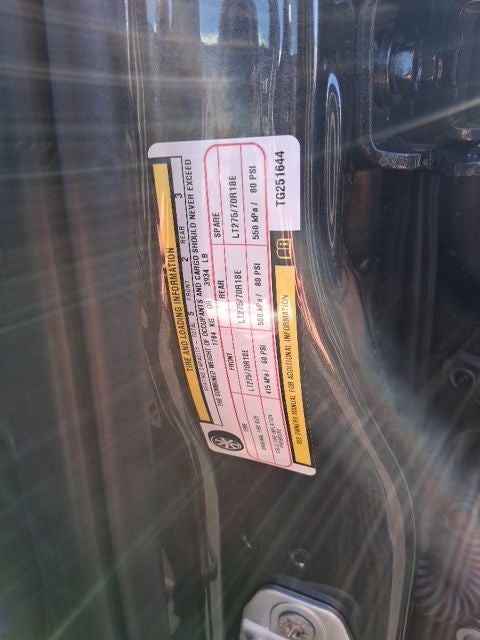 TIRE AND LOADING INFORMATION
SEATING CAPACITY - TOTAL 5 FRONT 2 REAR 3
THE COMBINED WEIGHT OF OCCUPANTS AND CARGO SHOULD NEVER EXCEED
1784 KG OR 3934 LB
TIRE FRONT REAR SPARE
ORIGINAL TIRE SIZE LT275/70R18E LT275/70R18E LT275/70R18E
COLD TIRE INFLATION PRESSURE 415 kPa / 60 PSI 550 kPa / 80 PSI 550 kPa / 80 PSI
SEE OWNERS MANUAL FOR ADDITIONAL INFORMATION
TG251644